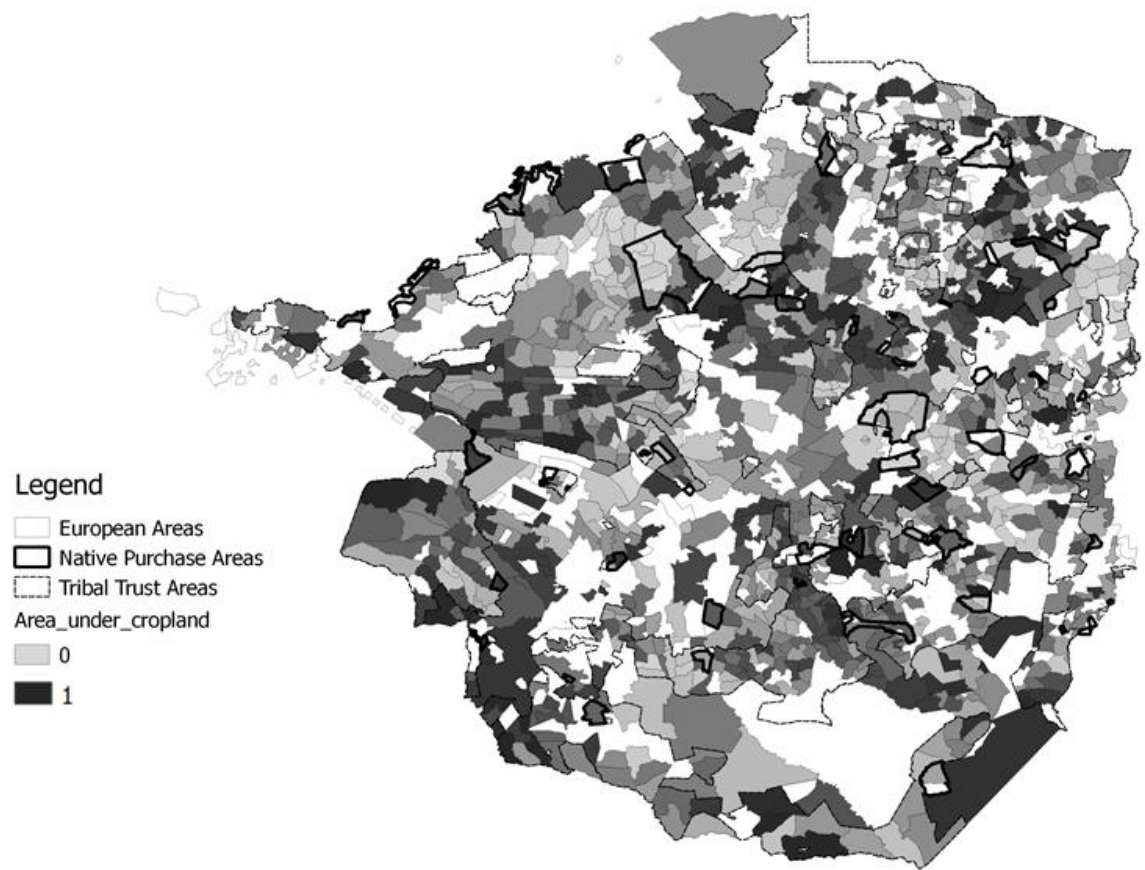 Legend
European Areas
Native Purchase Areas
Tribal Trust Areas
Area_under_cropland
0
1